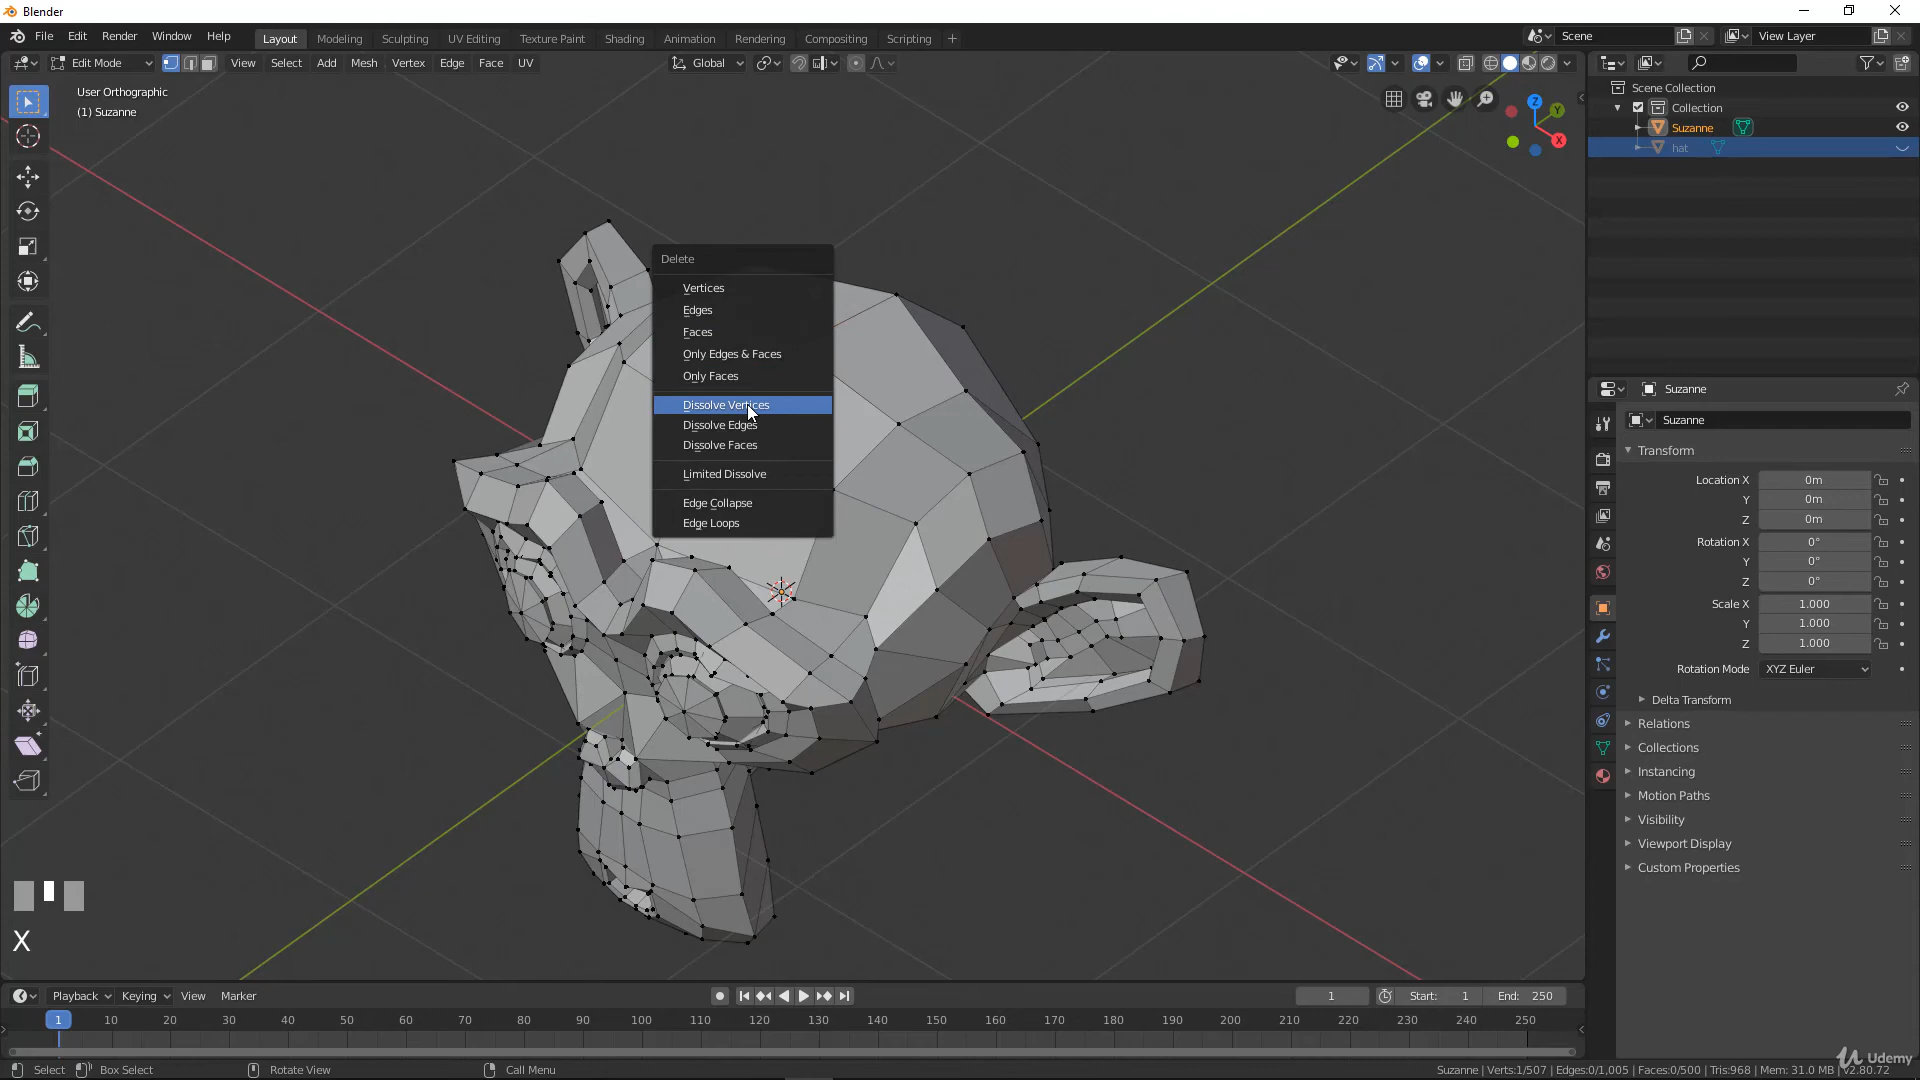 Blender
File Edit Render Window Help
Layout Modeling Sculpting UV Editing Texture Paint Shading Animation Rendering Compositing Scripting +
Scene
View Layer
Edit Mode View Select Add Mesh Vertex Edge Face UV
Global
User Orthographic
(1) Suzanne
Z
Y
X
Scene Collection
Collection
Suzanne
hat
Delete
Vertices
Edges
Faces
Only Edges & Faces
Only Faces
Dissolve Vertices
Dissolve Edges
Dissolve Faces
Limited Dissolve
Edge Collapse
Edge Loops
Suzanne
Suzanne
Transform
Location X 0m
Y 0m
Z 0m
Rotation X 0°
Y 0°
Z 0°
Scale X 1.000
Y 1.000
Z 1.000
Rotation Mode XYZ Euler
Delta Transform
Relations
Collections
Instancing
Motion Paths
Visibility
Viewport Display
Custom Properties
X
Playback Keying View Marker
1
Start: 1
End: 250
1 10 20 30 40 50 60 70 80 90 100 110 120 130 140 150 160 170 180 190 200 210 220 230 240 250
Select Box Select Rotate View Call Menu
Suzanne | Verts:1/507 | Edges:0/1,005 | Faces:0/500 | Tris:968 | Mem: 31.0 MB | v2.80.72
Udemy